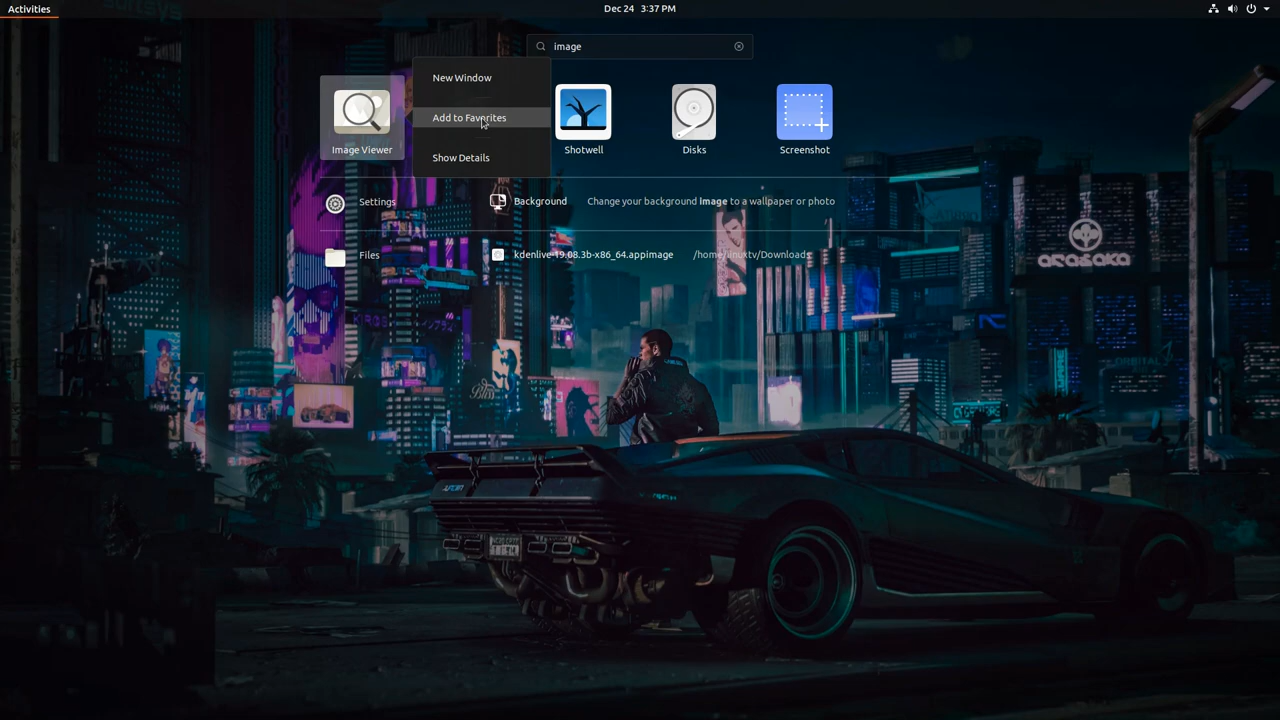 Activities
Dec 24 3:37 PM
image
New Window
Add to Favorites
Show Details
Image Viewer
Shotwell
Disks
Screenshot
Settings
Background
Change your background image to a wallpaper or photo
Files
kdenlive-19.08.3b-x86_64.appimage
/home/linuxtv/Downloads
arasaka